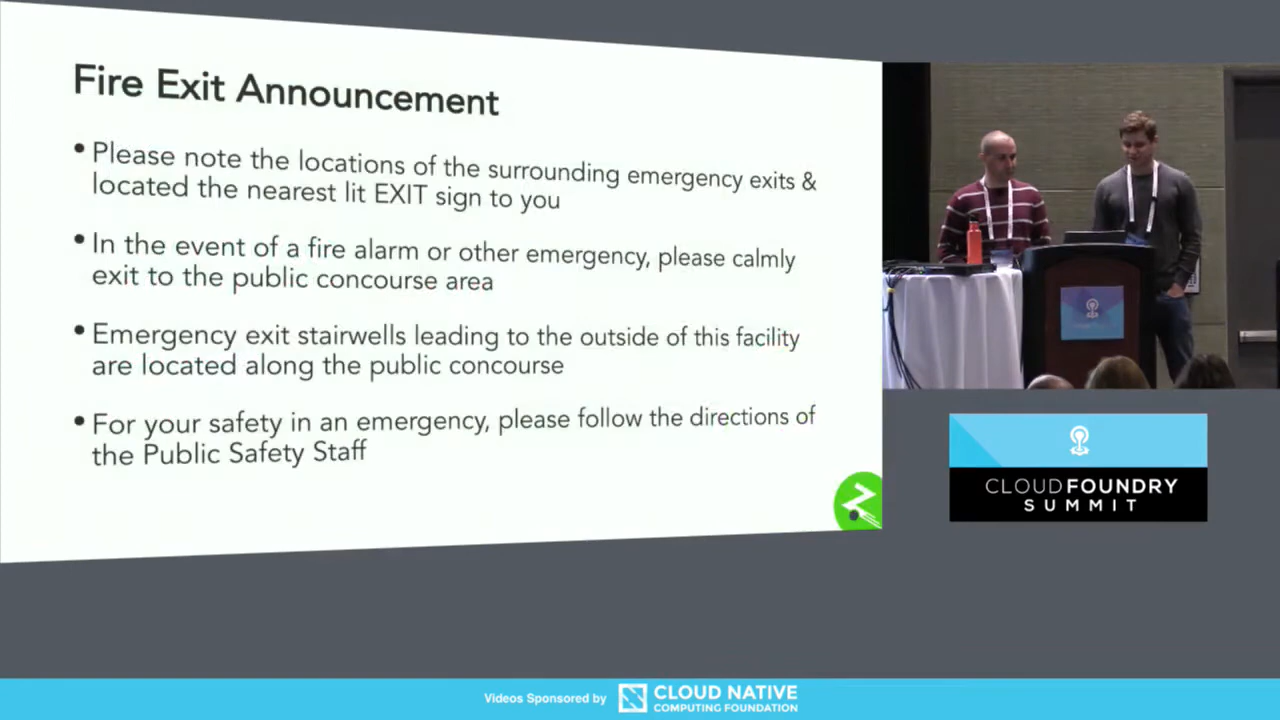 Fire Exit Announcement
• Please note the locations of the surrounding emergency exits &
located the nearest lit EXIT sign to you
• In the event of a fire alarm or other emergency, please calmly
exit to the public concourse area
• Emergency exit stairwells leading to the outside of this facility
are located along the public concourse
• For your safety in an emergency, please follow the directions of
the Public Safety Staff
CLOUD FOUNDRY
SUMMIT
Videos Sponsored by
CLOUD NATIVE
COMPUTING FOUNDATION